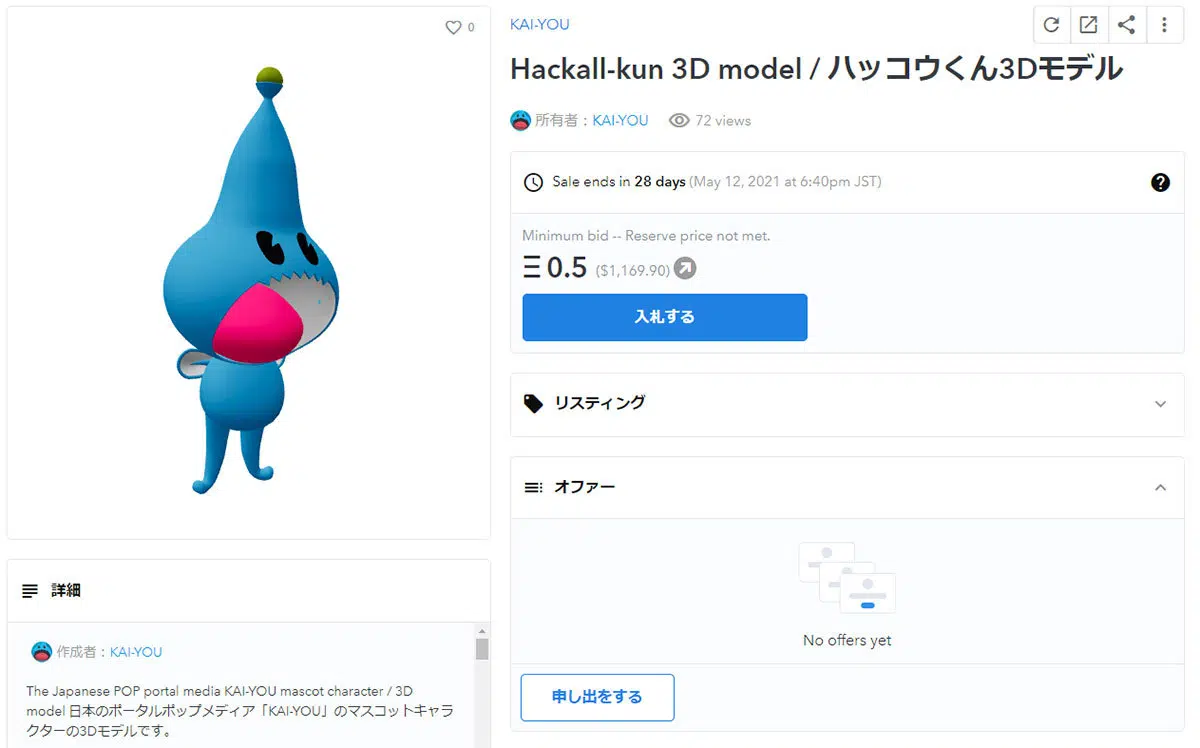 0
KAI-YOU
Hackall-kun 3D model / ハッコウくん3Dモデル
所有者：KAI-YOU 72 views
Sale ends in 28 days (May 12, 2021 at 6:40pm JST)
Minimum bid -- Reserve price not met.
Ξ 0.5 ($1,169.90)
入札する
リスティング
オファー
No offers yet
申し出をする
詳細
作成者：KAI-YOU
The Japanese POP portal media KAI-YOU mascot character / 3D
model 日本のポータルポップメディア「KAI-YOU」のマスコットキャラ
クターの3Dモデルです。